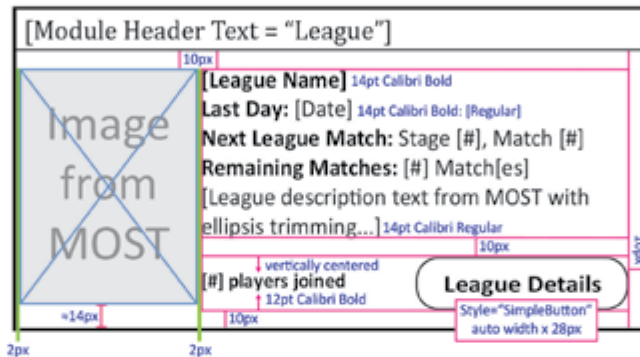 [Module Header Text = “League”]
10px
[League Name] 14pt Calibri Bold
Last Day: [Date] 14pt Calibri Bold: [Regular]
Next League Match: Stage [#], Match [#]
Remaining Matches: [#] Match[es]
[League description text from MOST with
ellipsis trimming...] 14pt Calibri Regular
Image
from
MOST
10px
10px
vertically centered
[#] players joined
12pt Calibri Bold
League Details
Style=“SimpleButton”
auto width x 28px
≈14px
10px
2px
2px